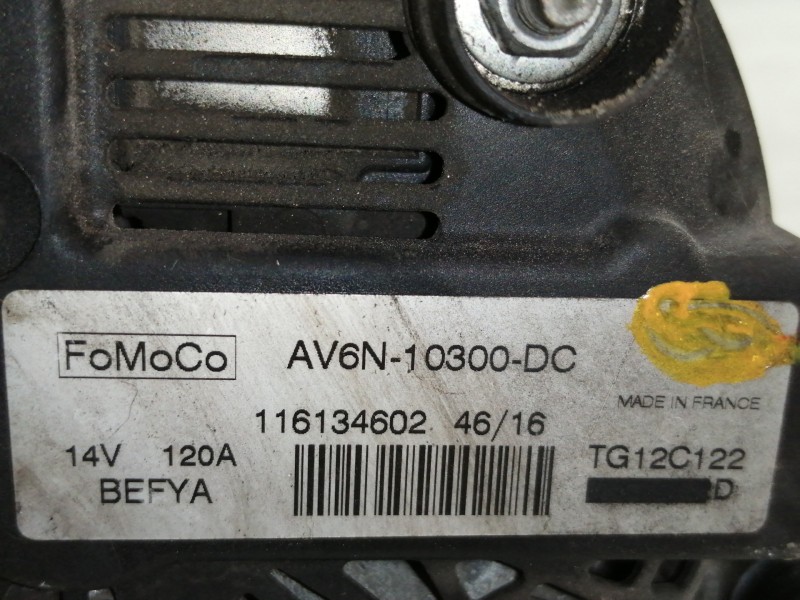 FoMoCo AV6N-10300-DC
MADE IN FRANCE
116134602 46/16
14V 120A TG12C122
BEFYA D